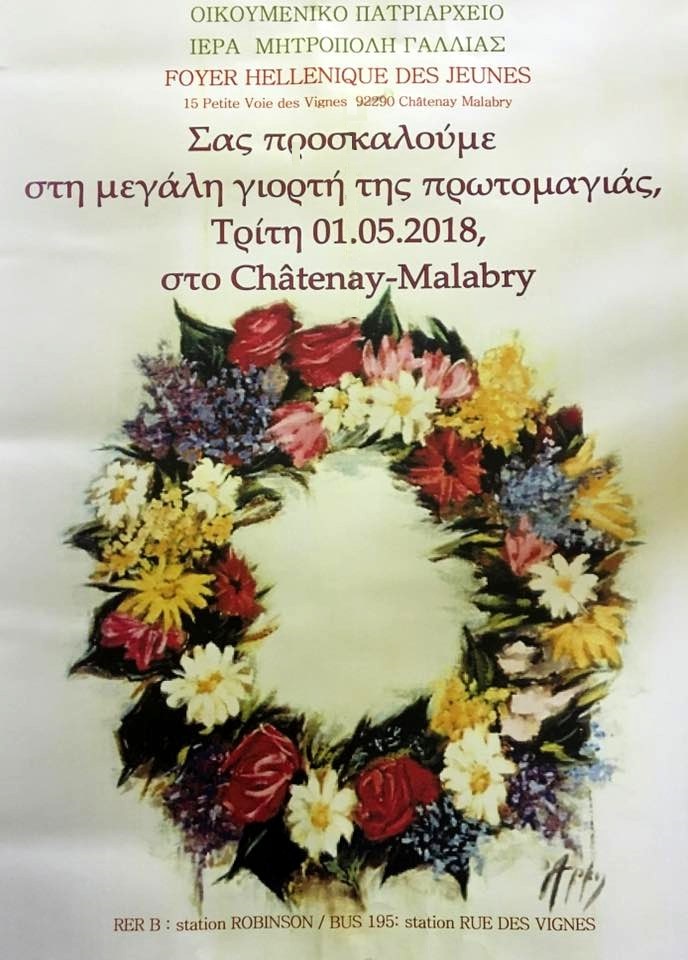 ΟΙΚΟΥΜΕΝΙΚΟ ΠΑΤΡΙΑΡΧΕΙΟ
ΙΕΡΑ ΜΗΤΡΟΠΟΛΗ ΓΑΛΛΙΑΣ
FOYER HELLENIQUE DES JEUNES
15 Petite Voie des Vignes 92290 Châtenay Malabry
Σας προσκαλούμε
στη μεγάλη γιορτή της πρωτομαγιάς,
Τρίτη 01.05.2018,
στο Châtenay-Malabry
RER B : station ROBINSON / BUS 195: station RUE DES VIGNES